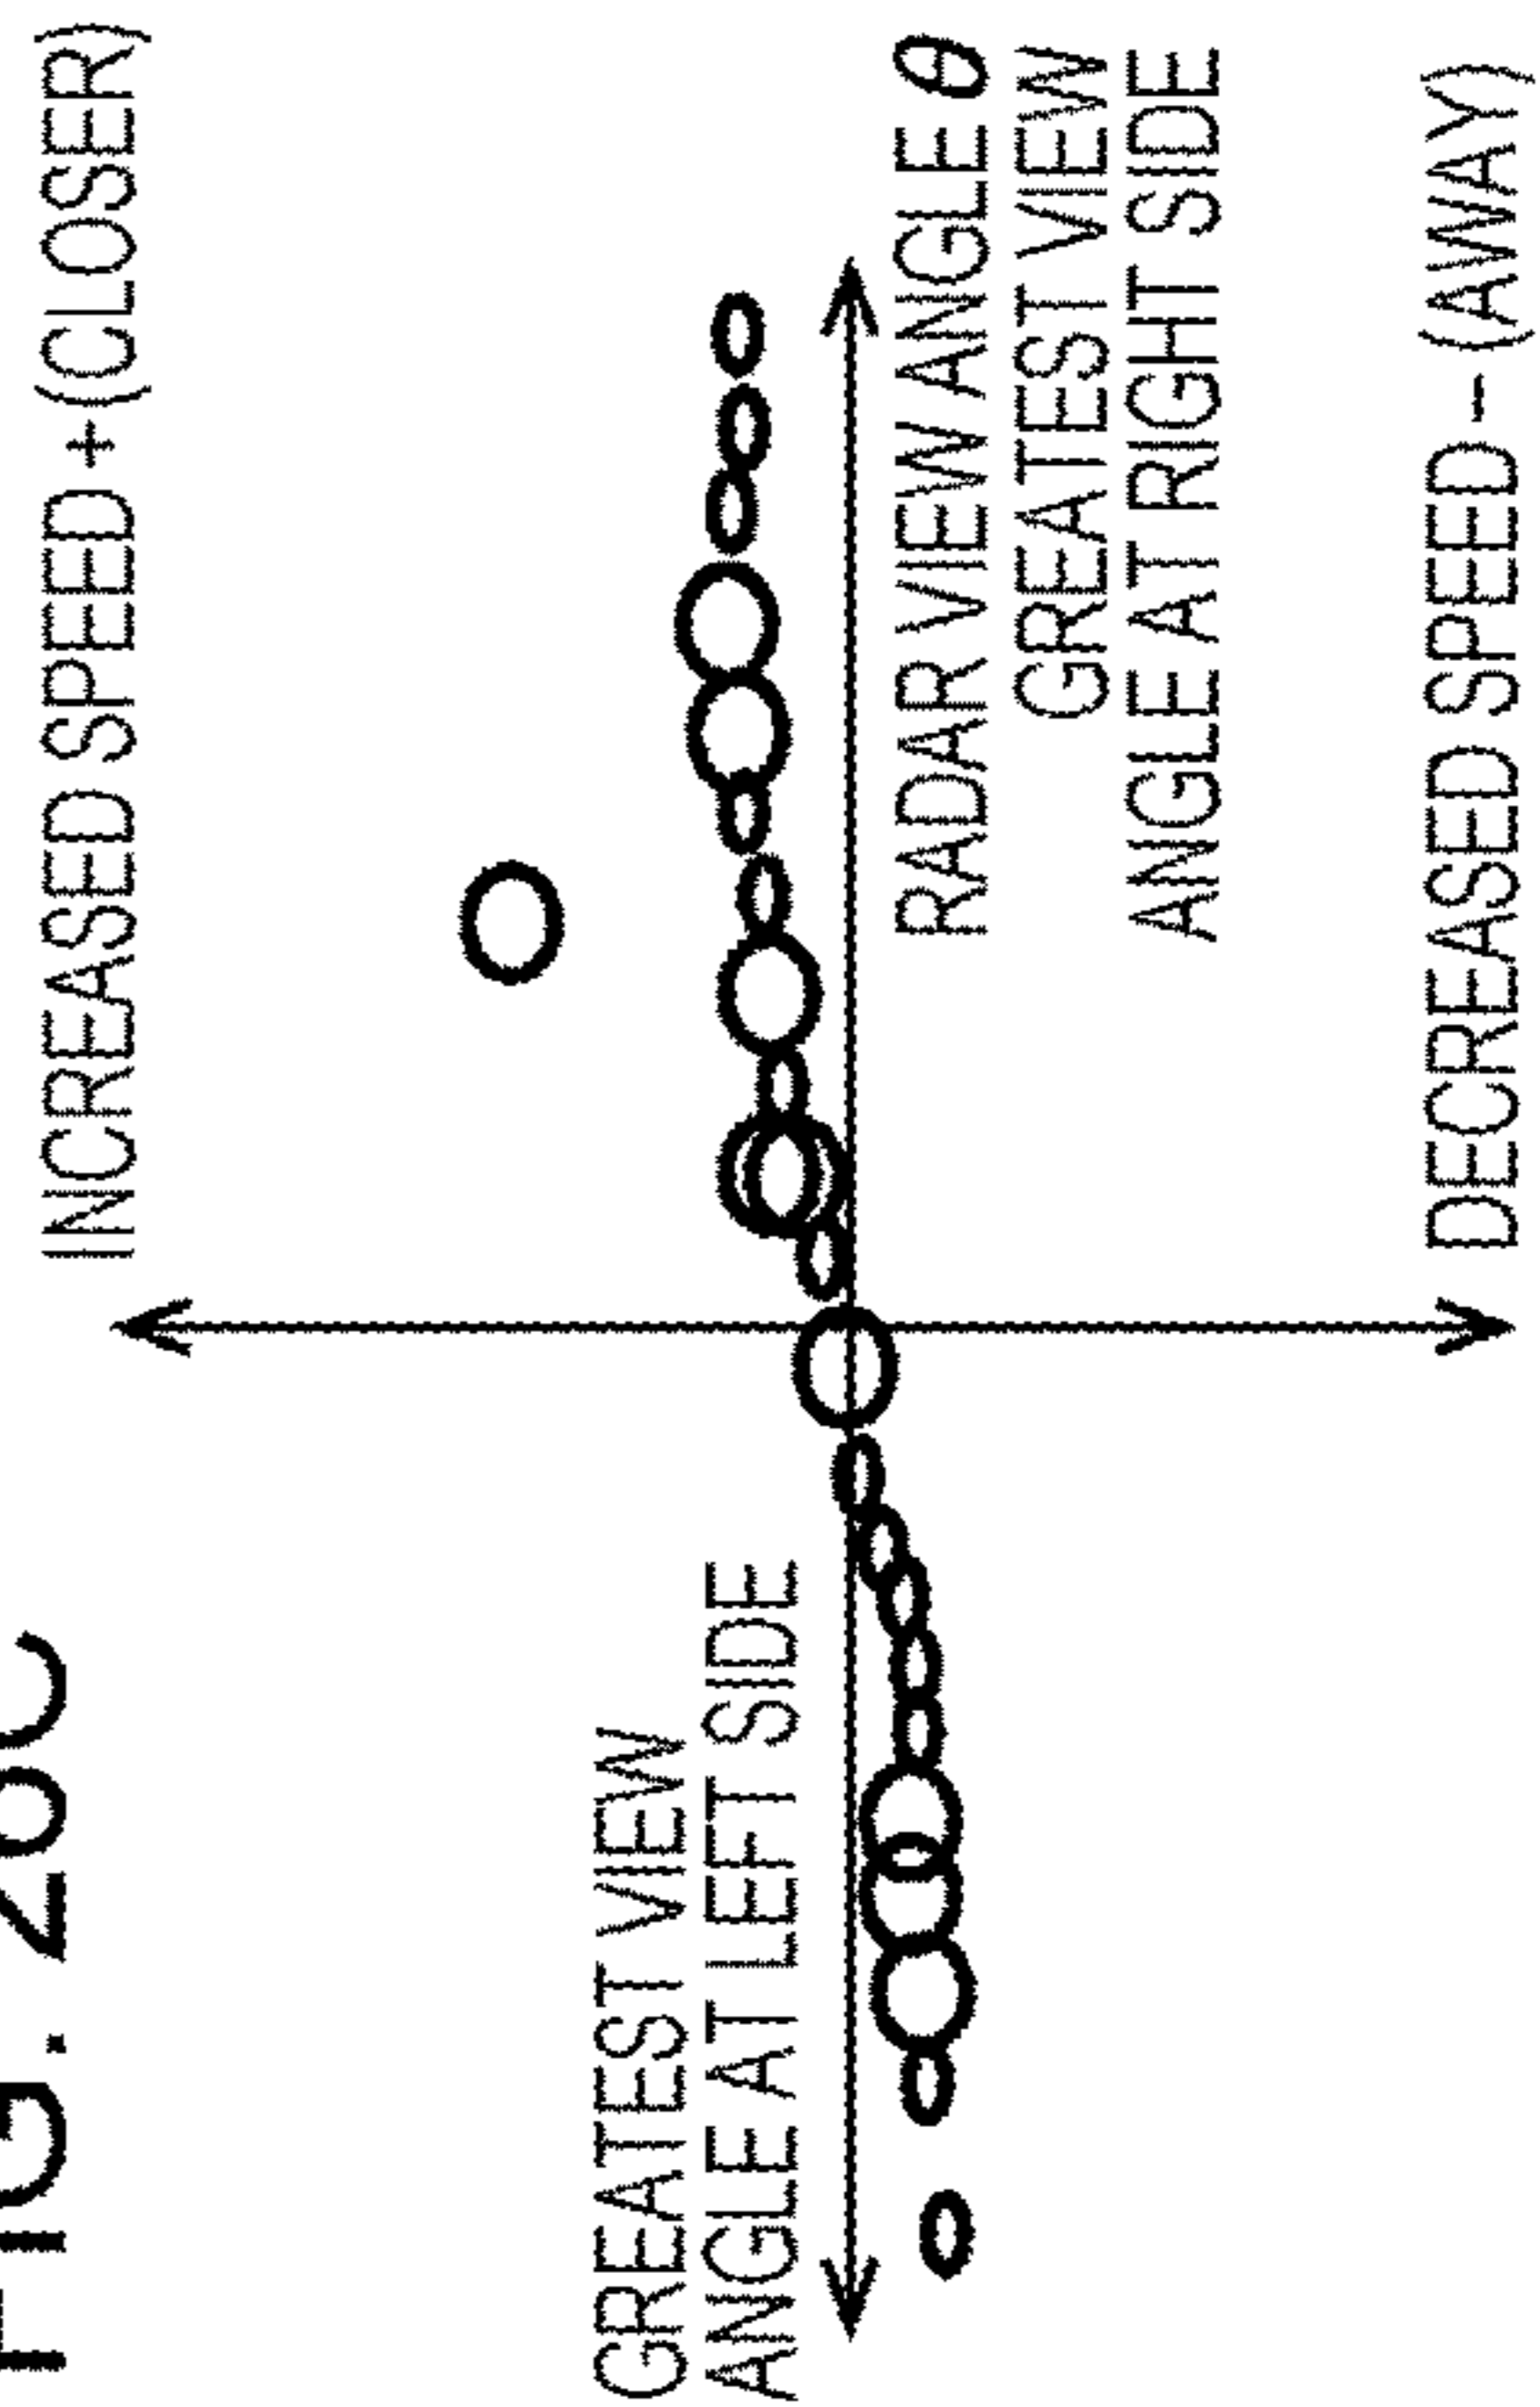 FIG. 28C
INCREASED SPEED +(CLOSER)
GREATEST VIEW
ANGLE AT LEFT SIDE
RADAR VIEW ANGLE θ
GREATEST VIEW
ANGLE AT RIGHT SIDE
DECREASED SPEED −(AWAY)